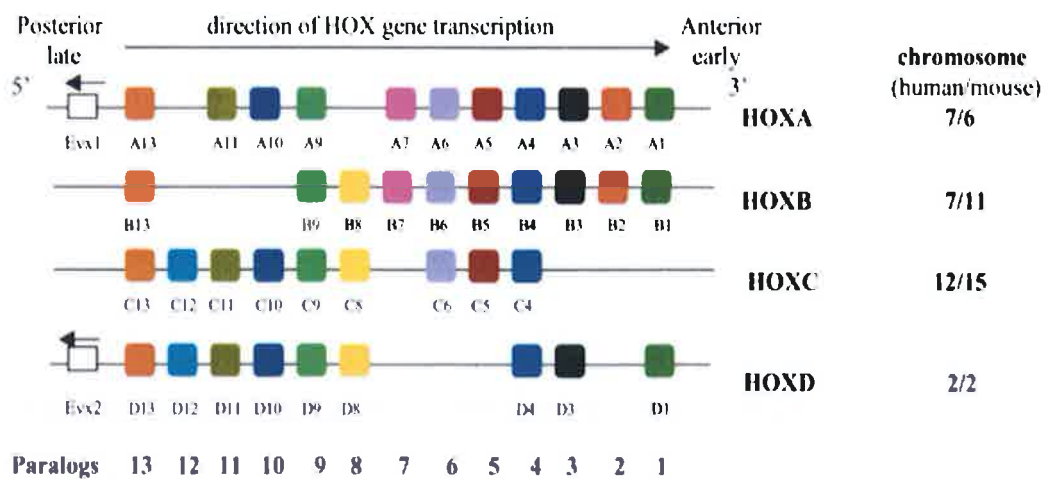 Posterior late
direction of HOX gene transcription
Anterior early
5'
3'
chromosome
(human/mouse)
Evx1 A13 A11 A10 A9 A7 A6 A5 A4 A3 A2 A1
HOXA
7/6
B13 B9 B8 B7 B6 B5 B4 B3 B2 B1
HOXB
7/11
C13 C12 C11 C10 C9 C8 C6 C5 C4
HOXC
12/15
Evx2 D13 D12 D11 D10 D9 D8 D4 D3 D1
HOXD
2/2
Paralogs 13 12 11 10 9 8 7 6 5 4 3 2 1